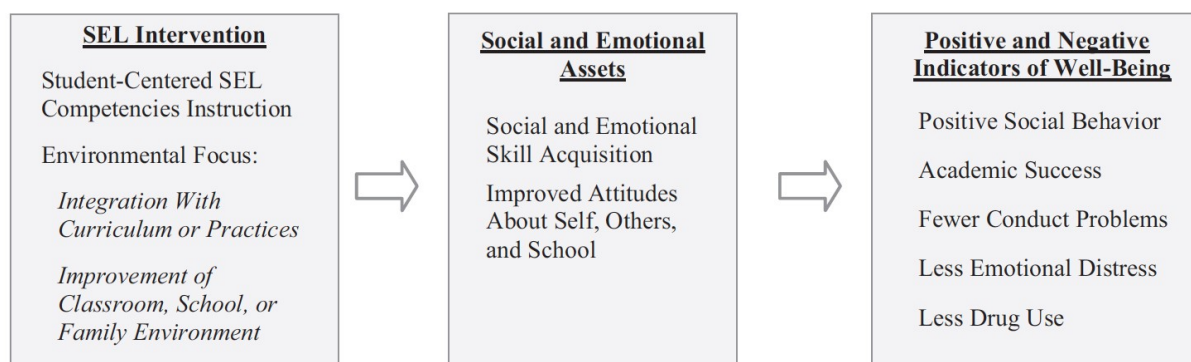 SEL Intervention
Student-Centered SEL
Competencies Instruction
Environmental Focus:
Integration With
Curriculum or Practices
Improvement of
Classroom, School, or
Family Environment
Social and Emotional
Assets
Social and Emotional
Skill Acquisition
Improved Attitudes
About Self, Others,
and School
Positive and Negative
Indicators of Well-Being
Positive Social Behavior
Academic Success
Fewer Conduct Problems
Less Emotional Distress
Less Drug Use